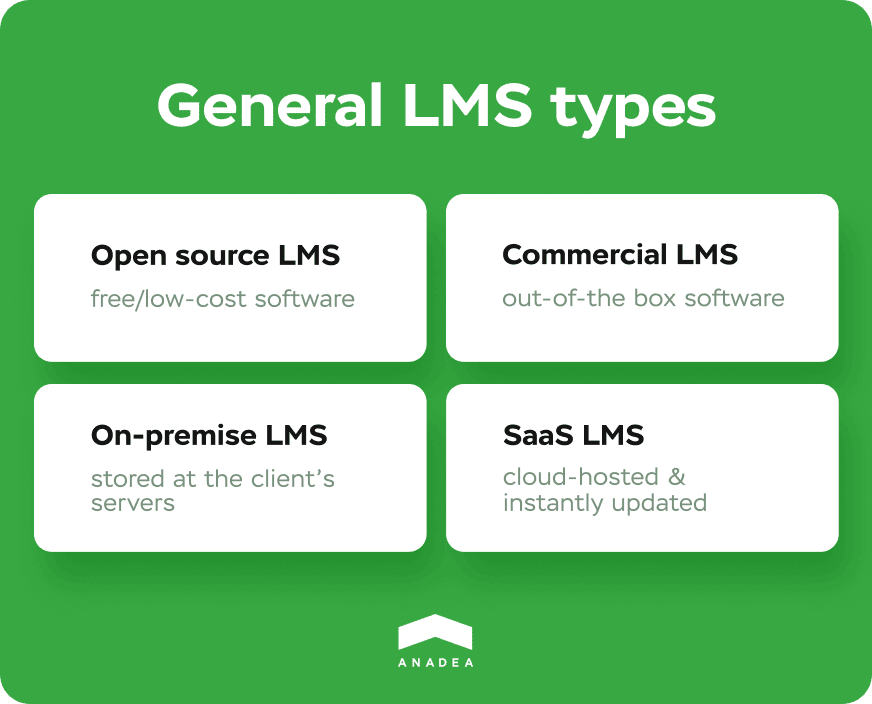 General LMS types
Open source LMS
free/low-cost software
Commercial LMS
out-of-the box software
On-premise LMS
stored at the client's
servers
SaaS LMS
cloud-hosted &
instantly updated
ANADEA